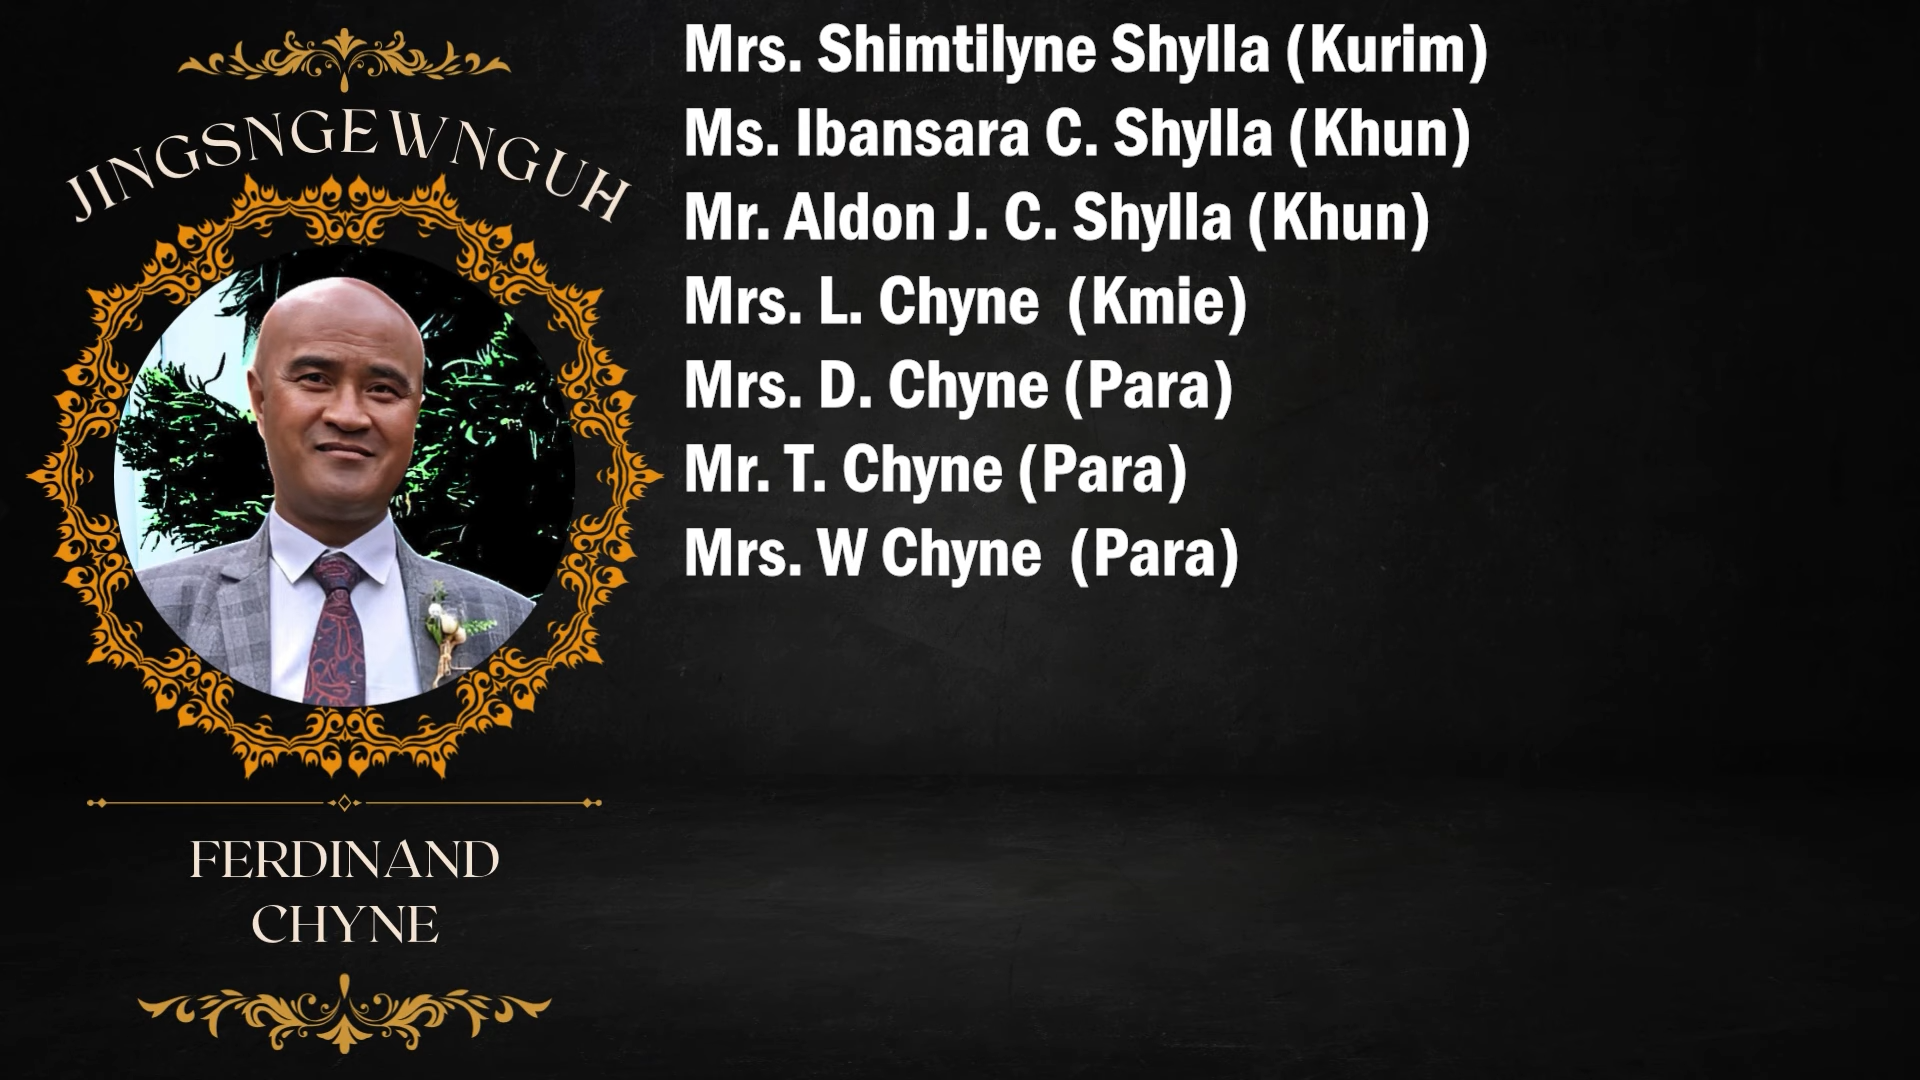 JINGSNGEWNGUH
FERDINAND
CHYNE
Mrs. Shimtilyne Shylla (Kurim)
Ms. Ibansara C. Shylla (Khun)
Mr. Aldon J. C. Shylla (Khun)
Mrs. L. Chyne (Kmie)
Mrs. D. Chyne (Para)
Mr. T. Chyne (Para)
Mrs. W Chyne (Para)